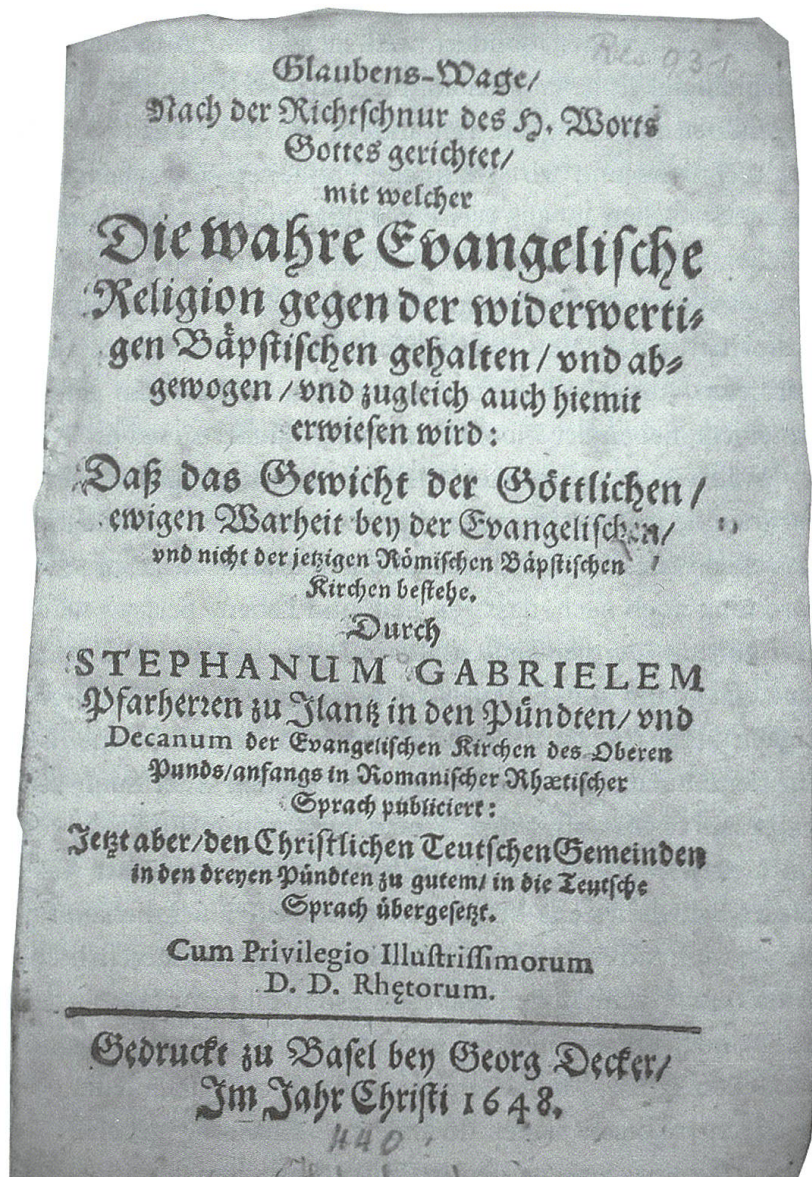 Res 931
Glaubens-Wage/
Nach der Richtschnur des H. Worts
Gottes gerichtet/
mit welcher
Die wahre Evangelische
Religion gegen der widerwerti-
gen Bäpstischen gehalten / vnd ab-
gewogen / vnd zugleich auch hiemit
erwiesen wird:
Daß das Gewicht der Göttlichen /
ewigen Warheit bey der Evangelischen/
vnd nicht der jetzigen Römischen Bäpstischen
Kirchen bestehe.
Durch
STEPHANUM GABRIELEM
Pfarherren zu Jlantz in den Pündten/ vnd
Decanum der Evangelischen Kirchen des Oberen
Punds/anfangs in Romanischer Rhætischer
Sprach publiciert:
Jetzt aber/den Christlichen Teutschen Gemeinden
in den dreyen Pündten zu gutem/ in die Teutsche
Sprach übergesetzt.
Cum Privilegio Illustrissimorum
D. D. Rhętorum.
Gedruckt zu Basel bey Georg Decker/
Im Jahr Christi 1648.
440